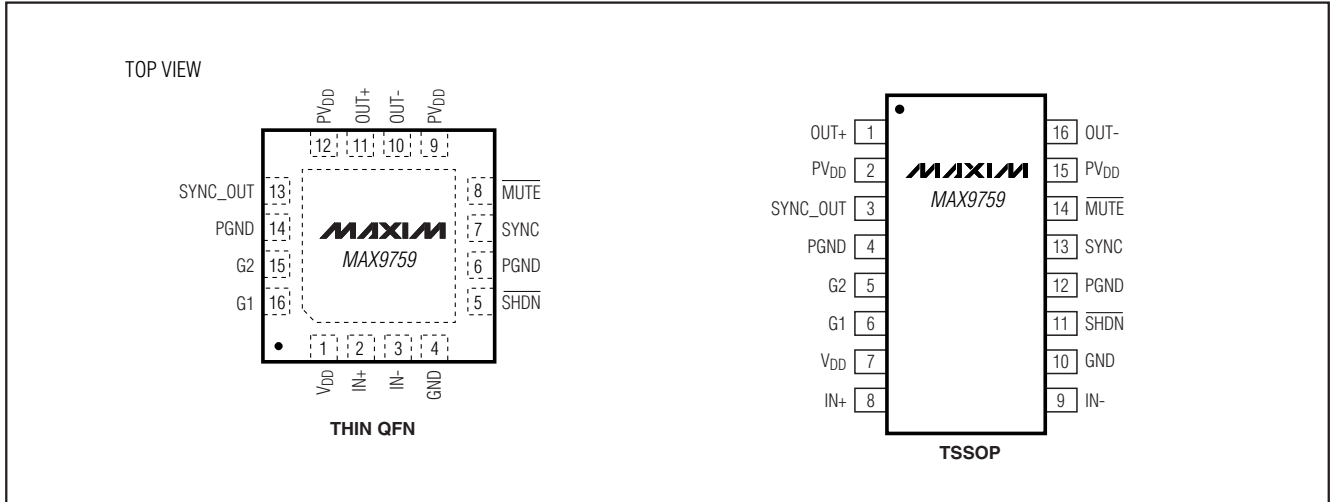 TOP VIEW
PVDD
OUT+
OUT-
PVDD
12 11 10 9
SYNC_OUT 13
PGND 14
G2 15
G1 16
MAXIM
MAX9759
8 MUTE
7 SYNC
6 PGND
5 SHDN
1 2 3 4
VDD
IN+
IN-
GND
THIN QFN
OUT+ 1
PVDD 2
SYNC_OUT 3
PGND 4
G2 5
G1 6
VDD 7
IN+ 8
MAXIM
MAX9759
16 OUT-
15 PVDD
14 MUTE
13 SYNC
12 PGND
11 SHDN
10 GND
9 IN-
TSSOP